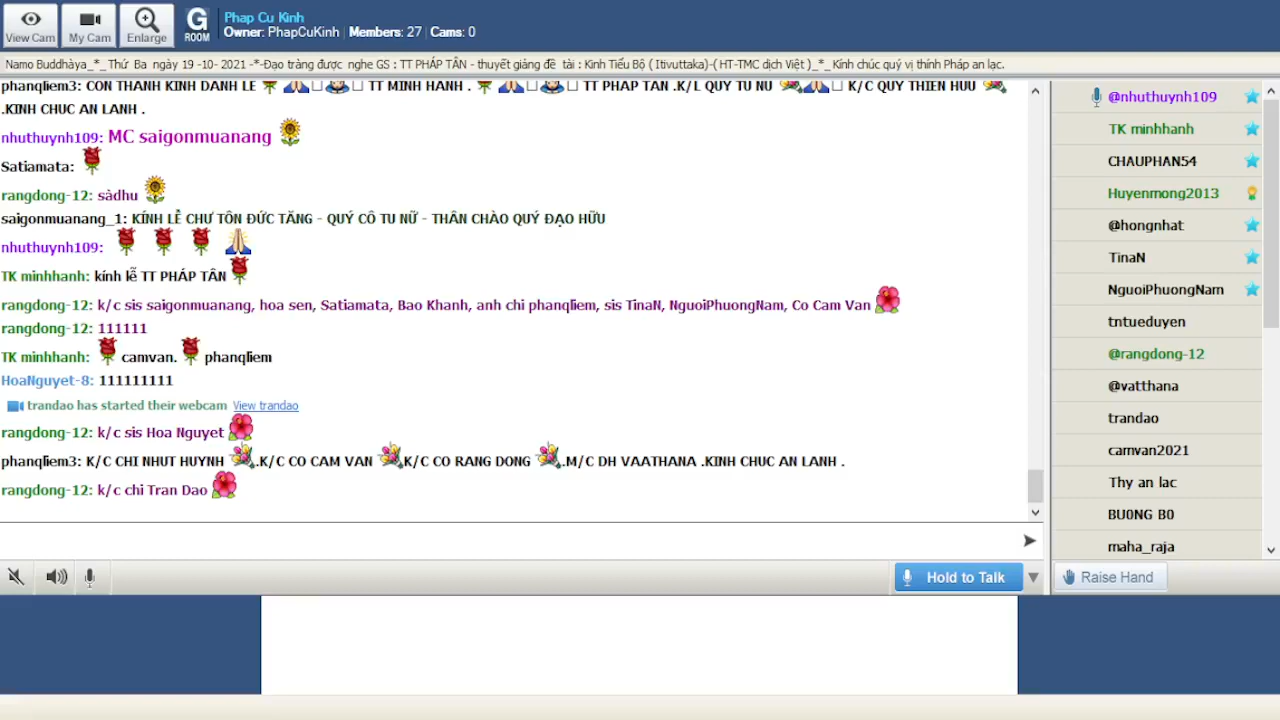 View Cam
My Cam
Enlarge
G
ROOM
Phap Cu Kinh
Owner: PhapCuKinh | Members: 27 | Cams: 0
Namo Buddhàya_*_Thứ Ba ngày 19 -10- 2021 -*-Đạo tràng được nghe GS : TT PHÁP TÂN - thuyết giảng đề tài : Kinh Tiểu Bộ ( Itivuttaka)-( HT-TMC dịch Việt )_*_Kính chúc quý vị thính Pháp an lạc.
phanqliem3: CON THANH KINH DANH LE TT MINH HANH . TT PHAP TAN .K/L QUY TU NU K/C QUY THIEN HUU
.KINH CHUC AN LANH .
nhuthuynh109: MC saigonmuanang
Satiamata:
rangdong-12: sàdhu
saigonmuanang_1: KÍNH LỄ CHƯ TÔN ĐỨC TĂNG - QUÝ CÔ TU NỮ - THÂN CHÀO QUÝ ĐẠO HỮU
nhuthuynh109:
TK minhhanh: kính lễ TT PHÁP TÂN
rangdong-12: k/c sis saigonmuanang, hoa sen, Satiamata, Bao Khanh, anh chi phanqliem, sis TinaN, NguoiPhuongNam, Co Cam Van
rangdong-12: 111111
TK minhhanh: camvan. phanqliem
HoaNguyet-8: 111111111
trandao has started their webcam View trandao
rangdong-12: k/c sis Hoa Nguyet
phanqliem3: K/C CHI NHUT HUYNH .K/C CO CAM VAN K/C CO RANG DONG .M/C DH VAATHANA .KINH CHUC AN LANH .
rangdong-12: k/c chi Tran Dao
Hold to Talk
@nhuthuynh109
TK minhhanh
CHAUPHAN54
Huyenmong2013
@hongnhat
TinaN
NguoiPhuongNam
tntueduyen
@rangdong-12
@vatthana
trandao
camvan2021
Thy an lac
BU0NG B0
maha_raja
Raise Hand